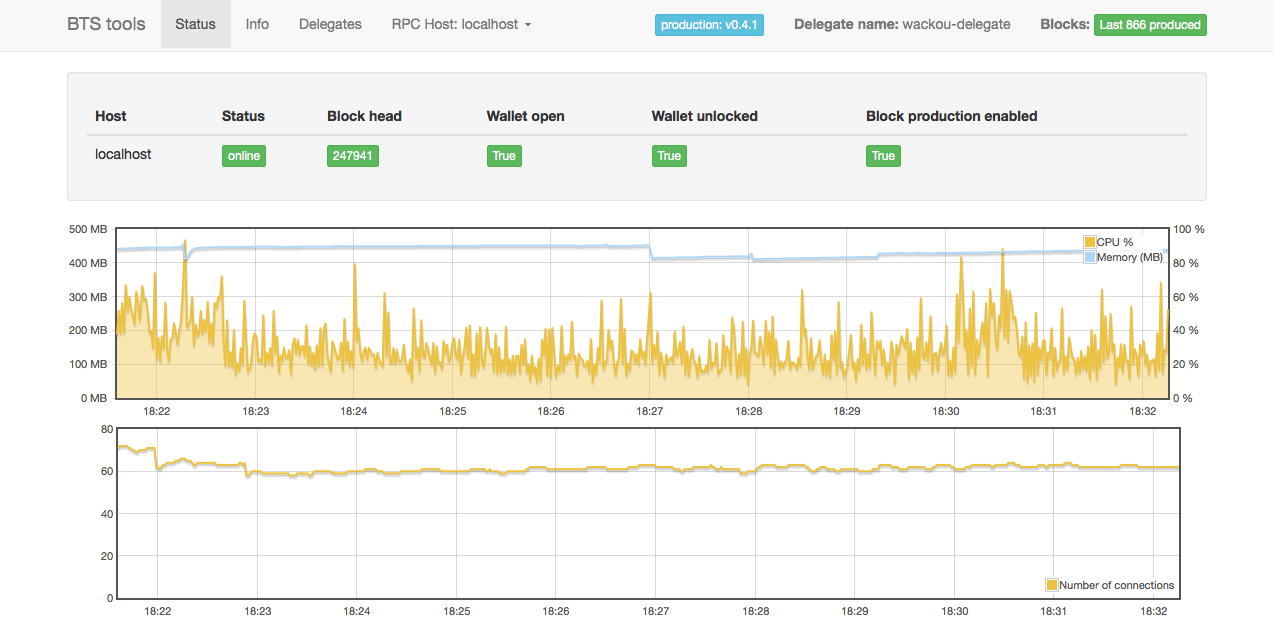 BTS tools Status Info Delegates RPC Host: localhost production: v0.4.1 Delegate name: wackou-delegate Blocks: Last 866 produced
Host Status Block head Wallet open Wallet unlocked Block production enabled
localhost online 247941 True True True
500 MB 100 %
CPU %
400 MB Memory (MB) 80 %
300 MB 60 %
200 MB 40 %
100 MB 20 %
0 MB 0 %
18:22 18:23 18:24 18:25 18:26 18:27 18:28 18:29 18:30 18:31 18:32
80
60
40
20
Number of connections
0
18:22 18:23 18:24 18:25 18:26 18:27 18:28 18:29 18:30 18:31 18:32